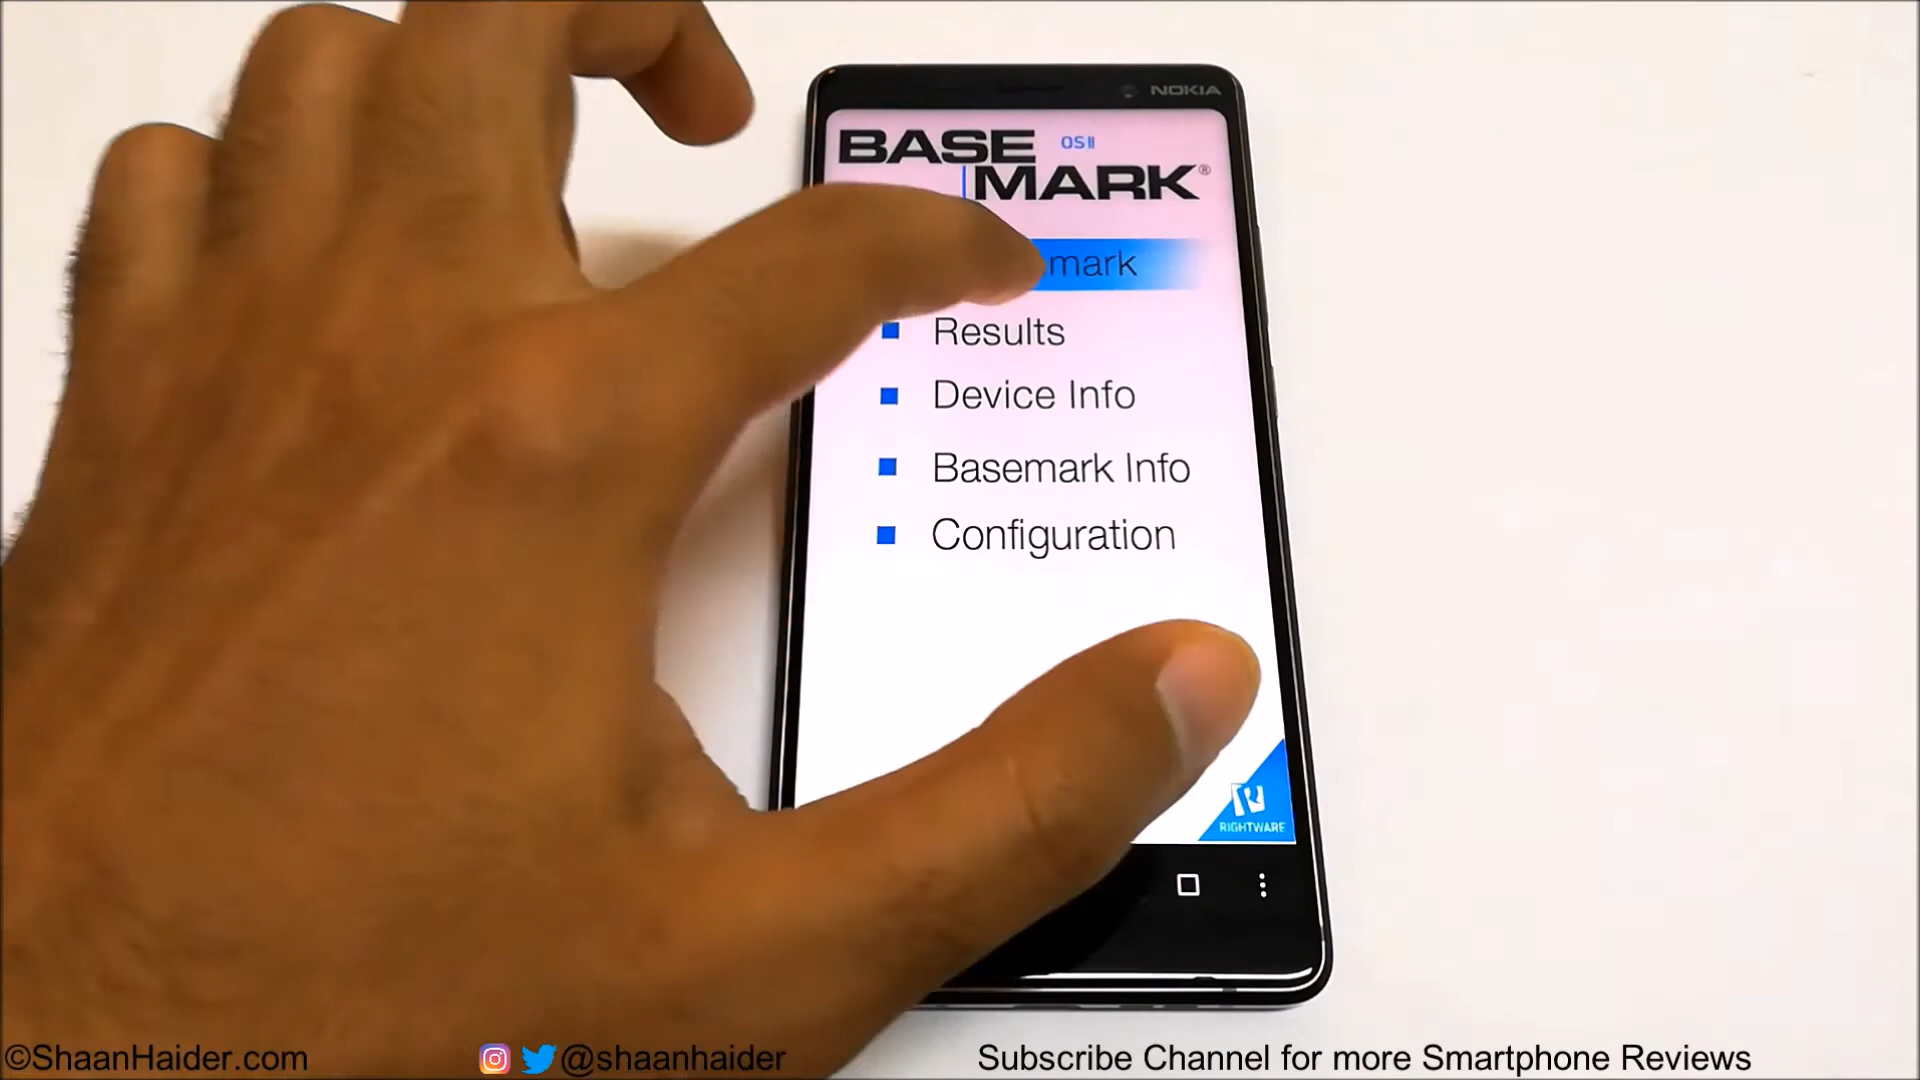 NOKIA
BASE OS II
MARK®
mark
Results
Device Info
Basemark Info
Configuration
RIGHTWARE
©ShaanHaider.com @shaanhaider Subscribe Channel for more Smartphone Reviews